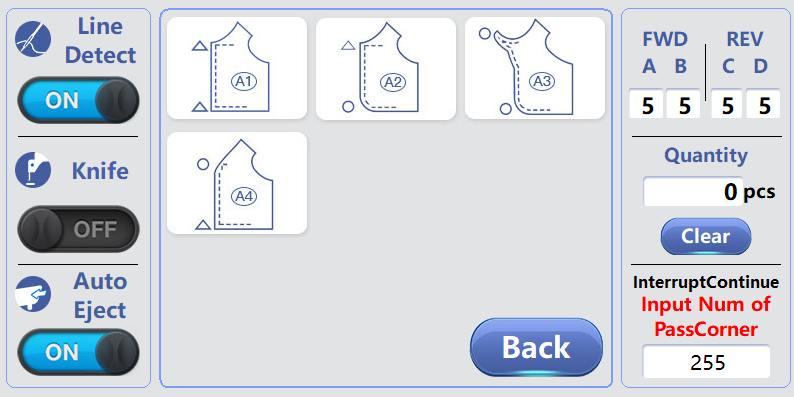 Line
Detect
ON
Knife
OFF
Auto
Eject
ON
A1
A2
A3
A4
Back
FWD REV
A B C D
5 5 5 5
Quantity
0 pcs
Clear
InterruptContinue
Input Num of
PassCorner
255